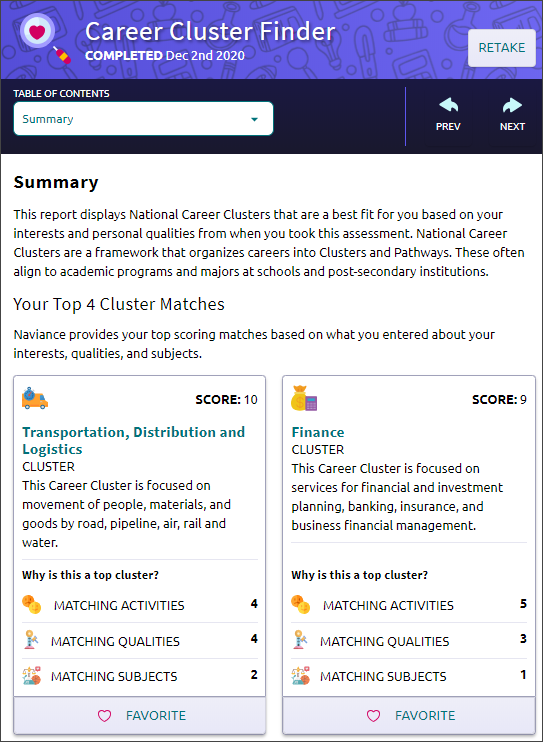 Career Cluster Finder
COMPLETED Dec 2nd 2020
RETAKE
TABLE OF CONTENTS
Summary
PREV
NEXT
Summary
This report displays National Career Clusters that are a best fit for you based on your
interests and personal qualities from when you took this assessment. National Career
Clusters are a framework that organizes careers into Clusters and Pathways. These often
align to academic programs and majors at schools and post-secondary institutions.
Your Top 4 Cluster Matches
Naviance provides your top scoring matches based on what you entered about your
interests, qualities, and subjects.
SCORE: 10
Transportation, Distribution and
Logistics
CLUSTER
This Career Cluster is focused on
movement of people, materials, and
goods by road, pipeline, air, rail and
water.
Why is this a top cluster?
MATCHING ACTIVITIES 4
MATCHING QUALITIES 4
MATCHING SUBJECTS 2
FAVORITE
SCORE: 9
Finance
CLUSTER
This Career Cluster is focused on
services for financial and investment
planning, banking, insurance, and
business financial management.
Why is this a top cluster?
MATCHING ACTIVITIES 5
MATCHING QUALITIES 3
MATCHING SUBJECTS 1
FAVORITE